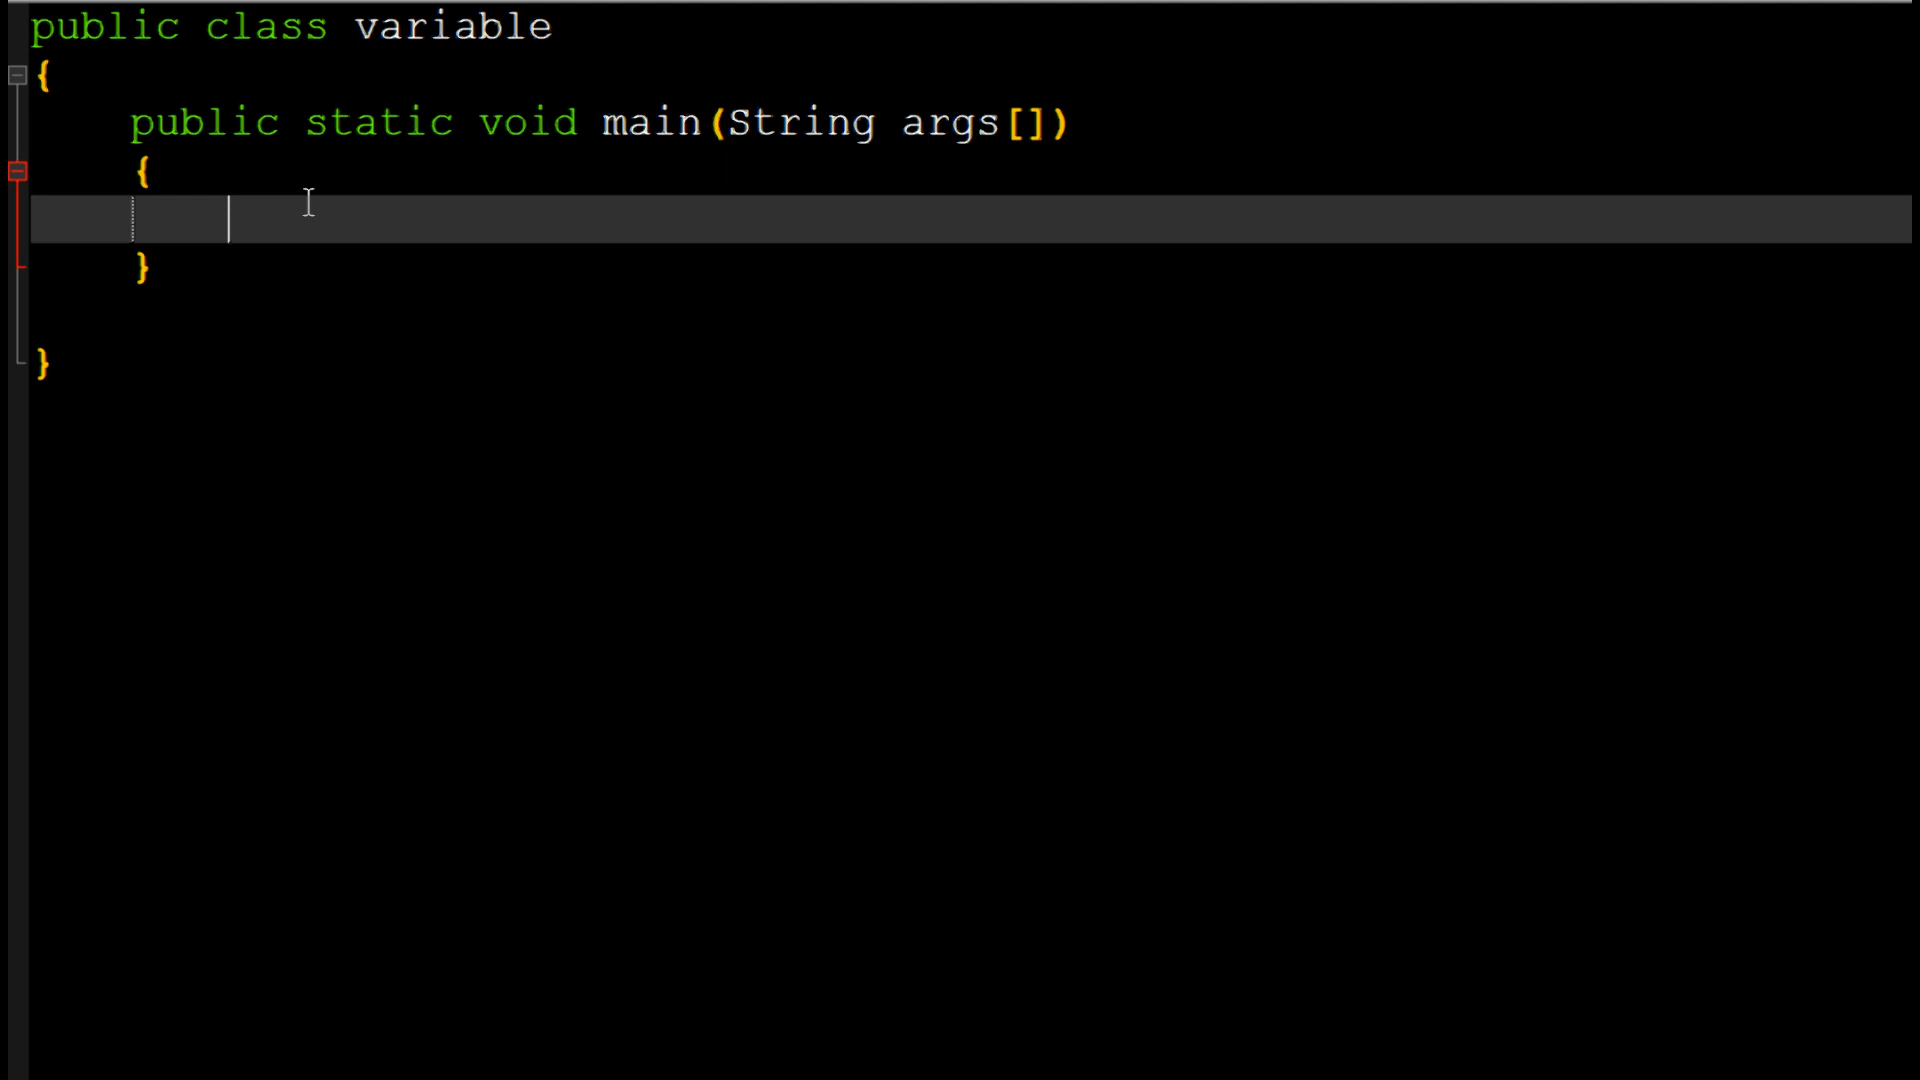 public class variable
{
public static void main(String args[])
{
}
}